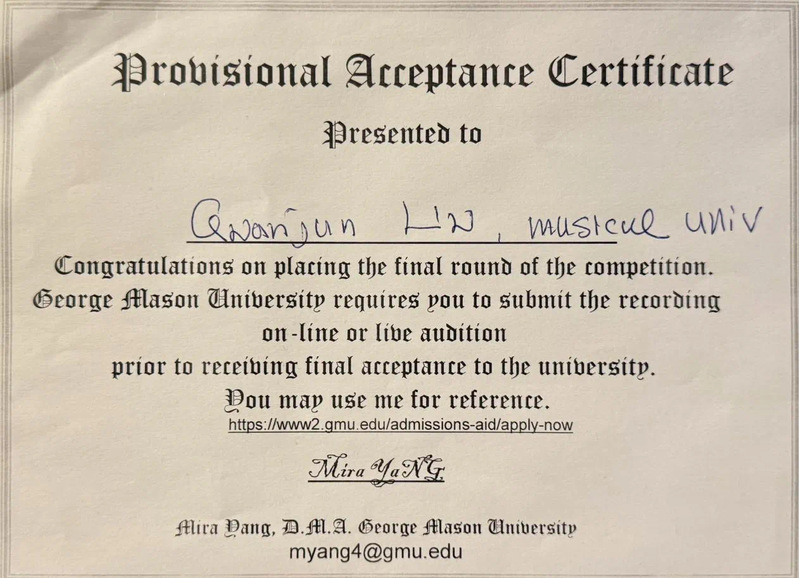 Provisional Acceptance Certificate
Presented to
Qwanjun Liw, musical univ
Congratulations on placing the final round of the competition.
George Mason University requires you to submit the recording
on-line or live audition
prior to receiving final acceptance to the university.
You may use me for reference.
https://www2.gmu.edu/admissions-aid/apply-now
Mira YaNG
Mira Yang, D.M.A. George Mason University
myang4@gmu.edu